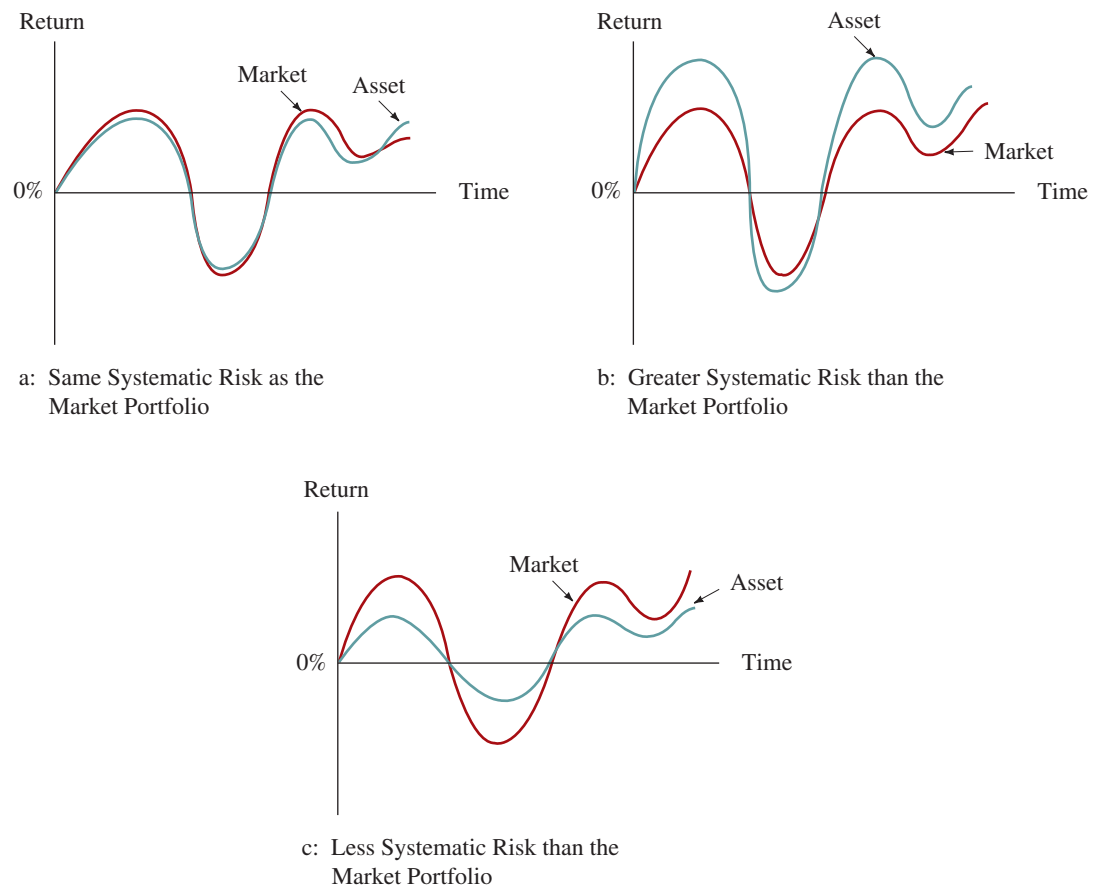 Return
Market
Asset
0%
Time
a: Same Systematic Risk as the
Market Portfolio
Return
Asset
Market
0%
Time
b: Greater Systematic Risk than the
Market Portfolio
Return
Market
Asset
0%
Time
c: Less Systematic Risk than the
Market Portfolio